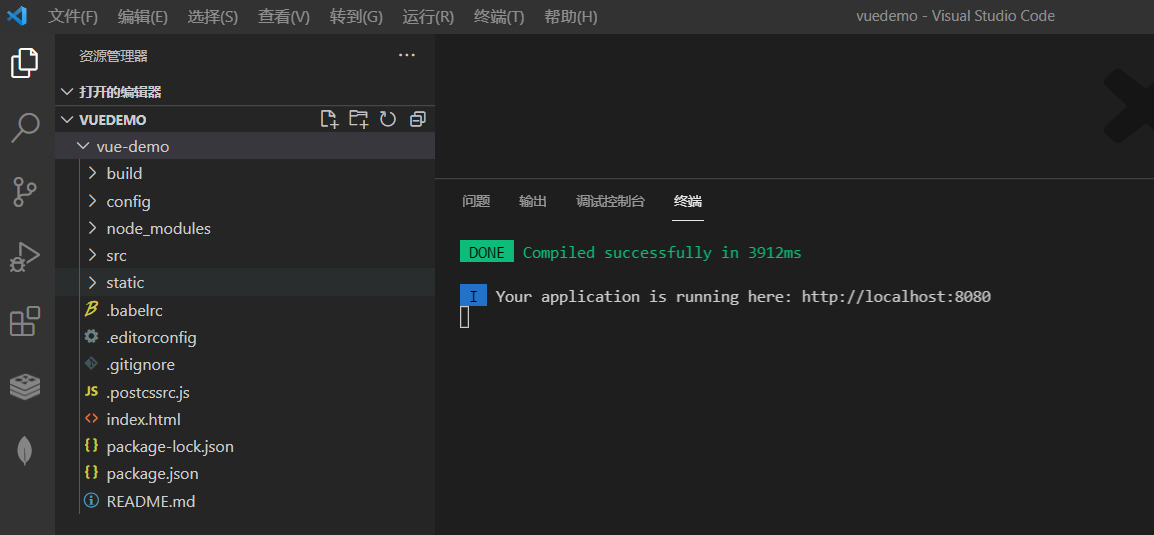 文件(F) 编辑(E) 选择(S) 查看(V) 转到(G) 运行(R) 终端(T) 帮助(H) vuedemo - Visual Studio Code
资源管理器
打开的编辑器
VUEDEMO
vue-demo
build
config
node_modules
src
static
.babelrc
.editorconfig
.gitignore
JS .postcssrc.js
index.html
package-lock.json
package.json
README.md
问题 输出 调试控制台 终端
DONE Compiled successfully in 3912ms
I Your application is running here: http://localhost:8080